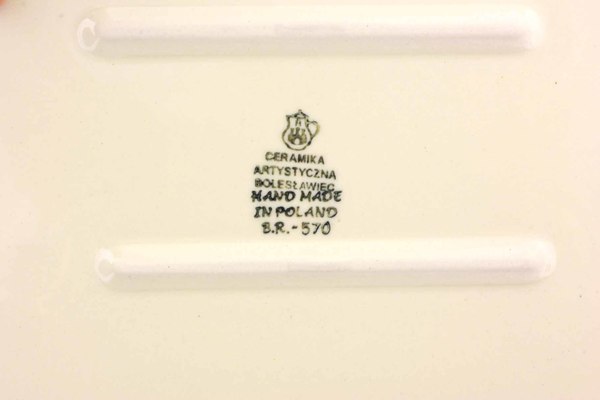 CERAMIKA
ARTYSTYCZNA
BOLESŁAWIEC
HAND MADE
IN POLAND
B.R.-570